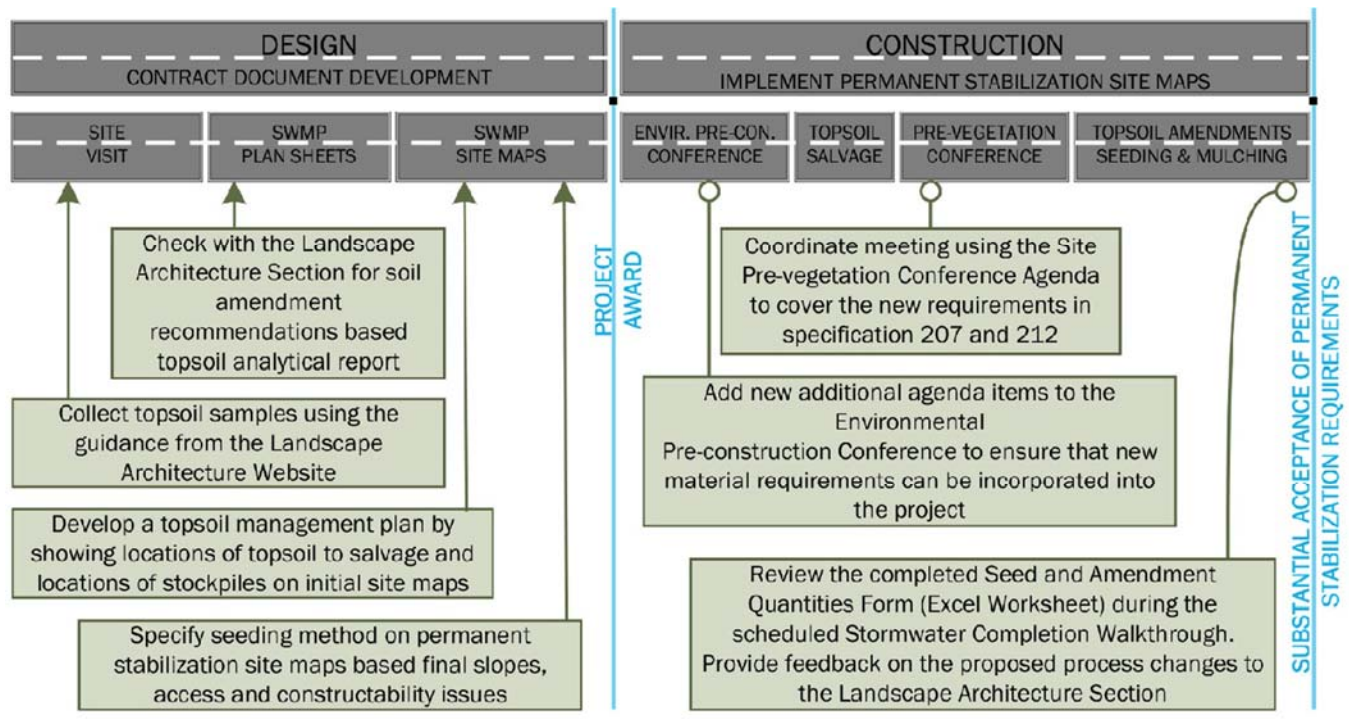 DESIGN
CONTRACT DOCUMENT DEVELOPMENT
CONSTRUCTION
IMPLEMENT PERMANENT STABILIZATION SITE MAPS
SITE
VISIT
SWMP
PLAN SHEETS
SWMP
SITE MAPS
ENVIR. PRE-CON.
CONFERENCE
TOPSOIL
SALVAGE
PRE-VEGETATION
CONFERENCE
TOPSOIL AMENDMENTS
SEEDING & MULCHING
Check with the Landscape
Architecture Section for soil
amendment
recommendations based
topsoil analytical report
Collect topsoil samples using the
guidance from the Landscape
Architecture Website
Develop a topsoil management plan by
showing locations of topsoil to salvage and
locations of stockpiles on initial site maps
Specify seeding method on permanent
stabilization site maps based final slopes,
access and constructability issues
PROJECT
AWARD
Coordinate meeting using the Site
Pre-vegetation Conference Agenda
to cover the new requirements in
specification 207 and 212
Add new additional agenda items to the
Environmental
Pre-construction Conference to ensure that new
material requirements can be incorporated into
the project
Review the completed Seed and Amendment
Quantities Form (Excel Worksheet) during the
scheduled Stormwater Completion Walkthrough.
Provide feedback on the proposed process changes to
the Landscape Architecture Section
SUBSTANTIAL ACCEPTANCE OF PERMANENT
STABILIZATION REQUIREMENTS